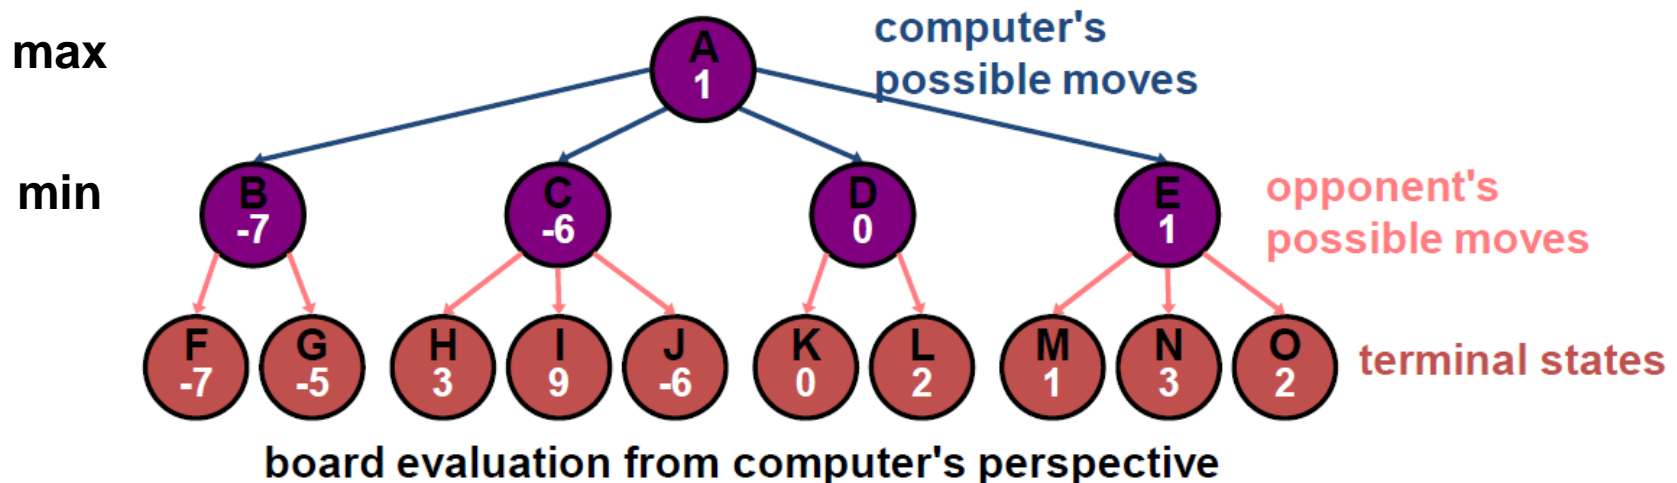 max
A
1
computer's
possible moves
min
B
-7
C
-6
D
0
E
1
opponent's
possible moves
F
-7
G
-5
H
3
I
9
J
-6
K
0
L
2
M
1
N
3
O
2
terminal states
board evaluation from computer's perspective